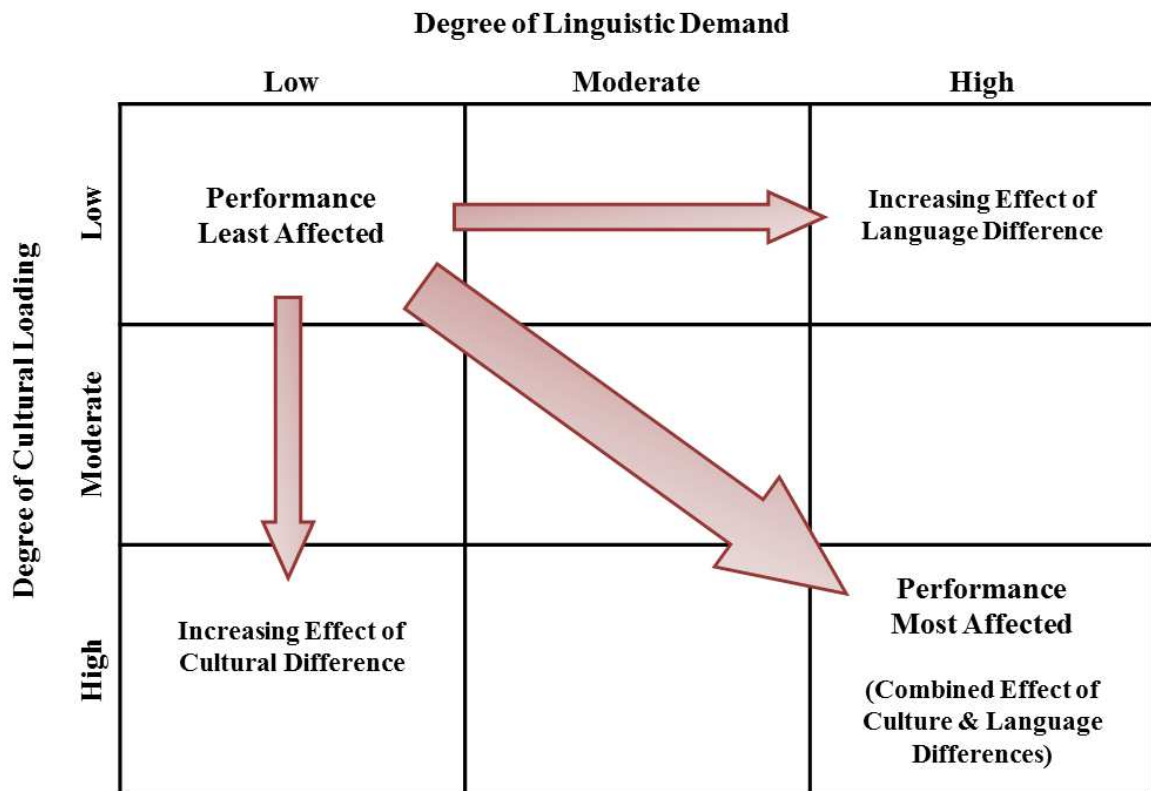 Degree of Linguistic Demand
Low Moderate High
Degree of Cultural Loading
Low
Performance
Least Affected
Increasing Effect of
Language Difference
Moderate
High
Increasing Effect of
Cultural Difference
Performance
Most Affected
(Combined Effect of
Culture & Language
Differences)